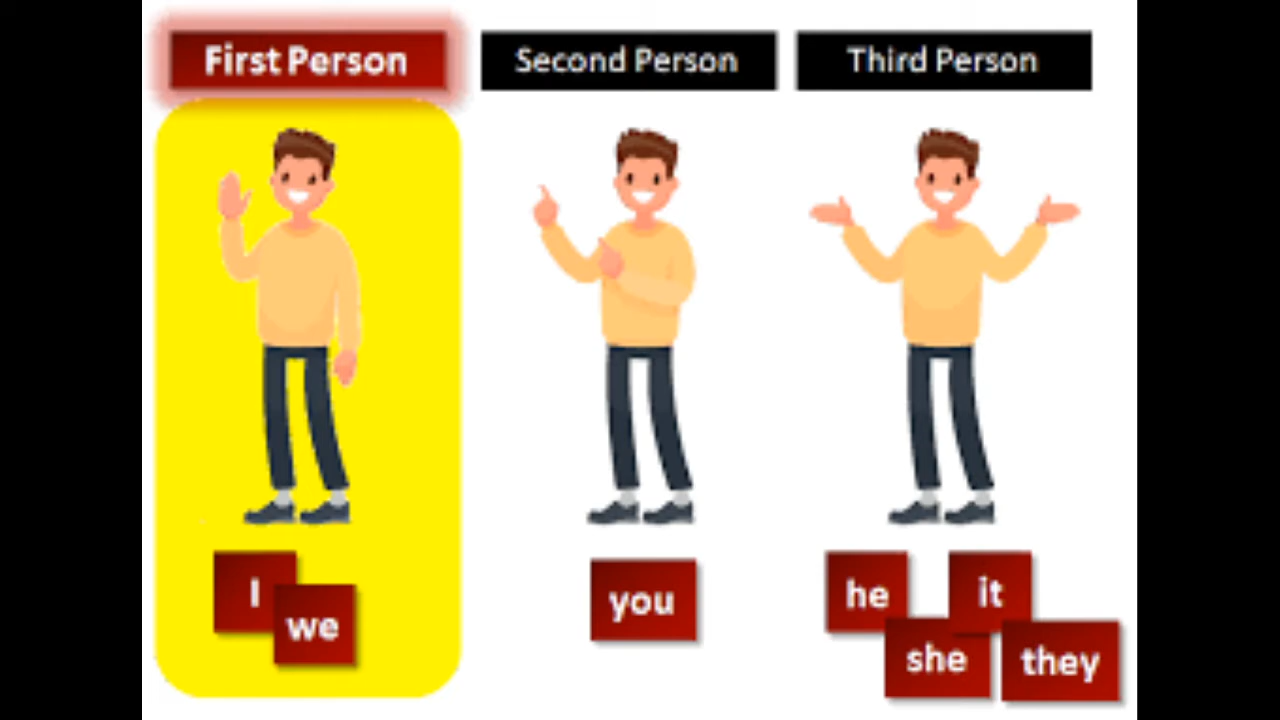 First Person
Second Person
Third Person
I
we
you
he
it
she
they